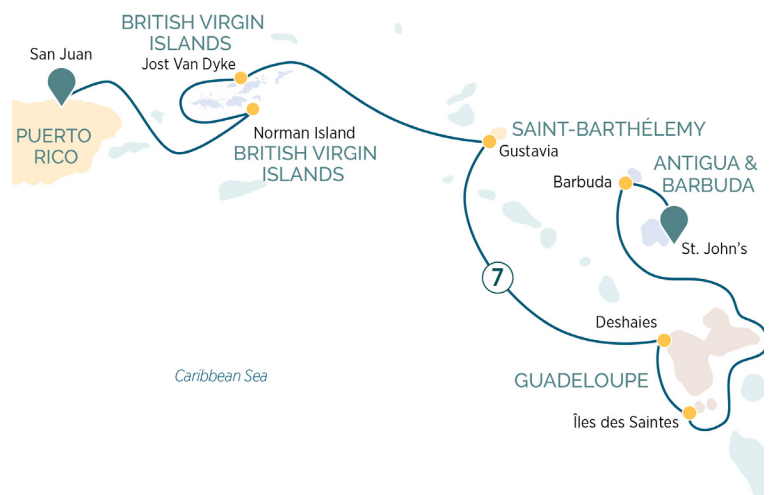 BRITISH VIRGIN
ISLANDS
San Juan
Jost Van Dyke
PUERTO
RICO
Norman Island
BRITISH VIRGIN
ISLANDS
SAINT-BARTHÉLEMY
Gustavia
ANTIGUA &
BARBUDA
Barbuda
St. John's
7
Deshaies
Caribbean Sea
GUADELOUPE
Îles des Saintes